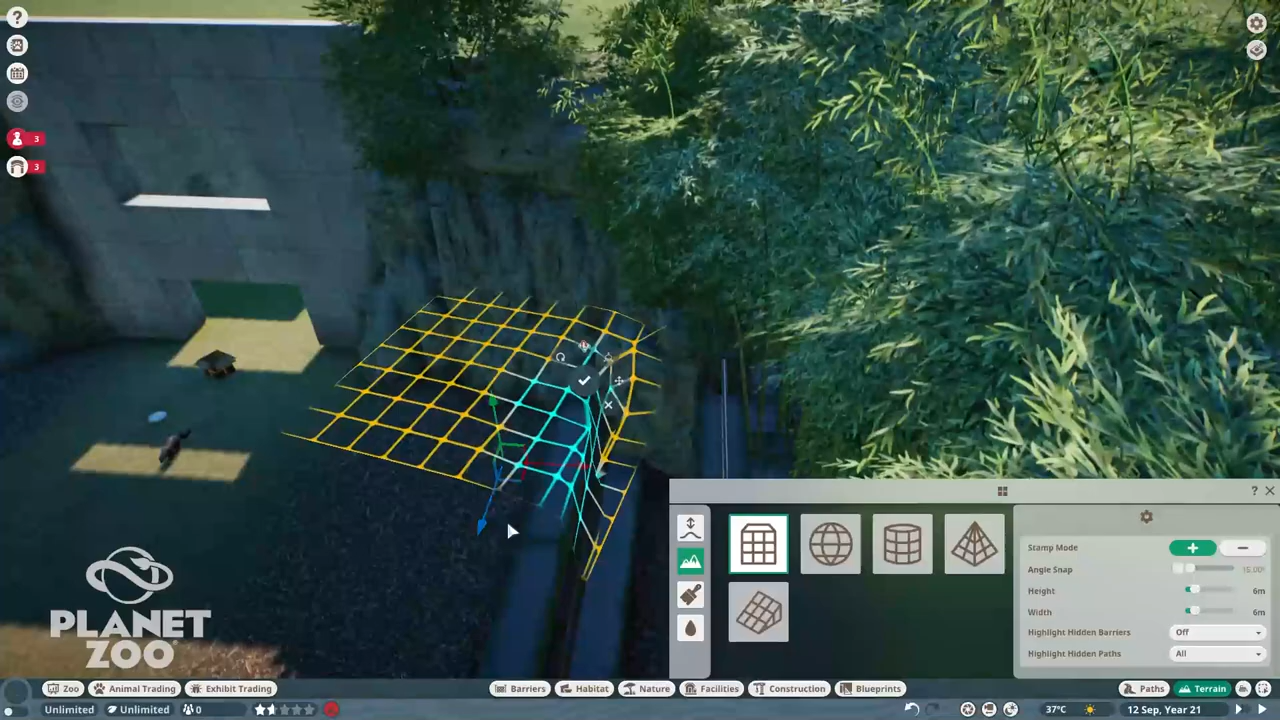 ?
3
3
PLANET
ZOO
? X
Stamp Mode + −
Angle Snap 15.00°
Height 6m
Width 6m
Highlight Hidden Barriers Off
Highlight Hidden Paths All
Zoo Animal Trading Exhibit Trading Barriers Habitat Nature Facilities Construction Blueprints Paths Terrain
Unlimited Unlimited 0 37°C 12 Sep, Year 21